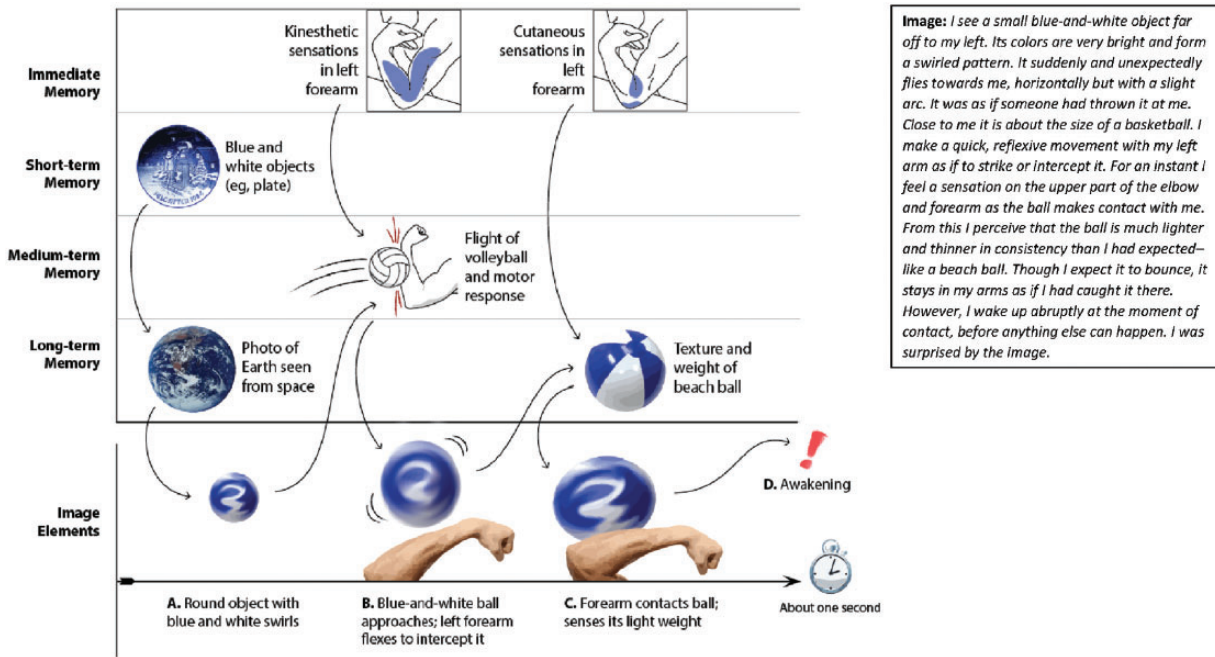 Immediate
Memory
Kinesthetic
sensations
in left
forearm
Cutaneous
sensations in
left
forearm
Short-term
Memory
Blue and
white objects
(eg, plate)
Medium-term
Memory
Flight of
volleyball
and motor
response
Long-term
Memory
Photo of
Earth seen
from space
Texture and
weight of
beach ball
Image
Elements
D. Awakening
About one second
A. Round object with
blue and white swirls
B. Blue-and-white ball
approaches; left forearm
flexes to intercept it
C. Forearm contacts ball;
senses its light weight
Image: I see a small blue-and-white object far
off to my left. Its colors are very bright and form
a swirled pattern. It suddenly and unexpectedly
flies towards me, horizontally but with a slight
arc. It was as if someone had thrown it at me.
Close to me it is about the size of a basketball. I
make a quick, reflexive movement with my left
arm as if to strike or intercept it. For an instant I
feel a sensation on the upper part of the elbow
and forearm as the ball makes contact with me.
From this I perceive that the ball is much lighter
and thinner in consistency than I had expected–
like a beach ball. Though I expect it to bounce, it
stays in my arms as if I had caught it there.
However, I wake up abruptly at the moment of
contact, before anything else can happen. I was
surprised by the image.